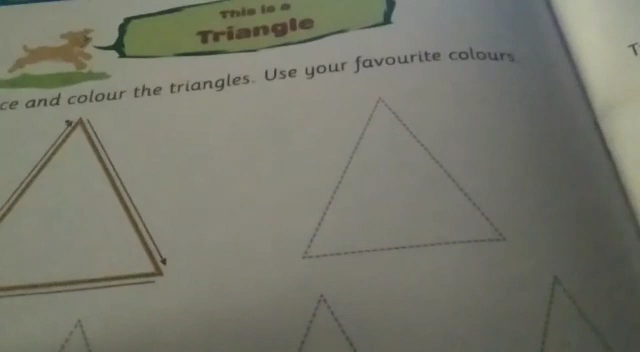 This is a
Triangle
ce and colour the triangles. Use your favourite colours.
T